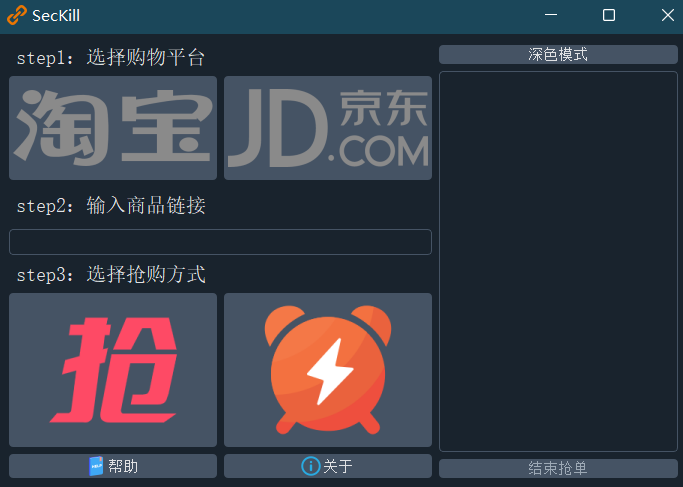 SecKill
step1：选择购物平台
深色模式
淘宝
JD 京东
.COM
step2：输入商品链接
step3：选择抢购方式
抢
HELP
帮助
关于
结束抢单